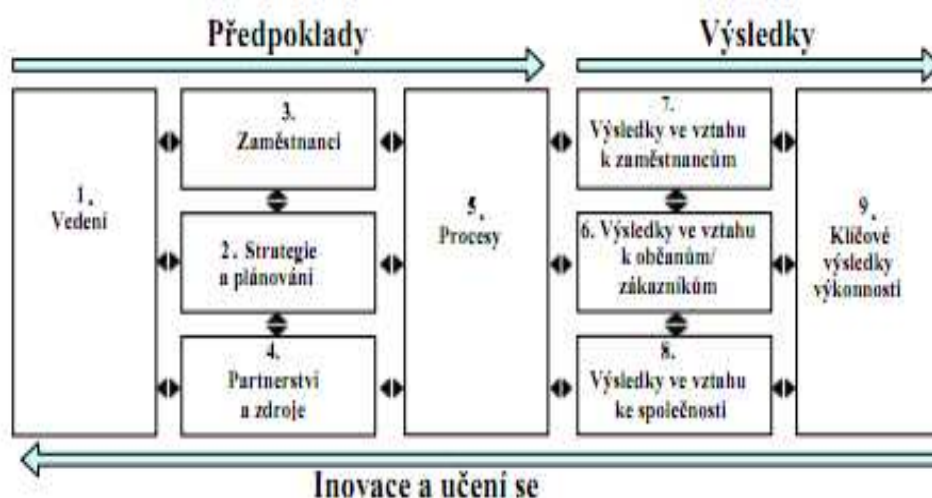 Předpoklady
Výsledky
1.
Vedení
3.
Zaměstnanci
2. Strategie
a plánování
4.
Partnerství
a zdroje
5.
Procesy
7.
Výsledky ve vztahu
k zaměstnancům
6. Výsledky ve vztahu
k občanům/
zákazníkům
8.
Výsledky ve vztahu
ke společnosti
9.
Klíčové
výsledky
výkonnosti
Inovace a učení se